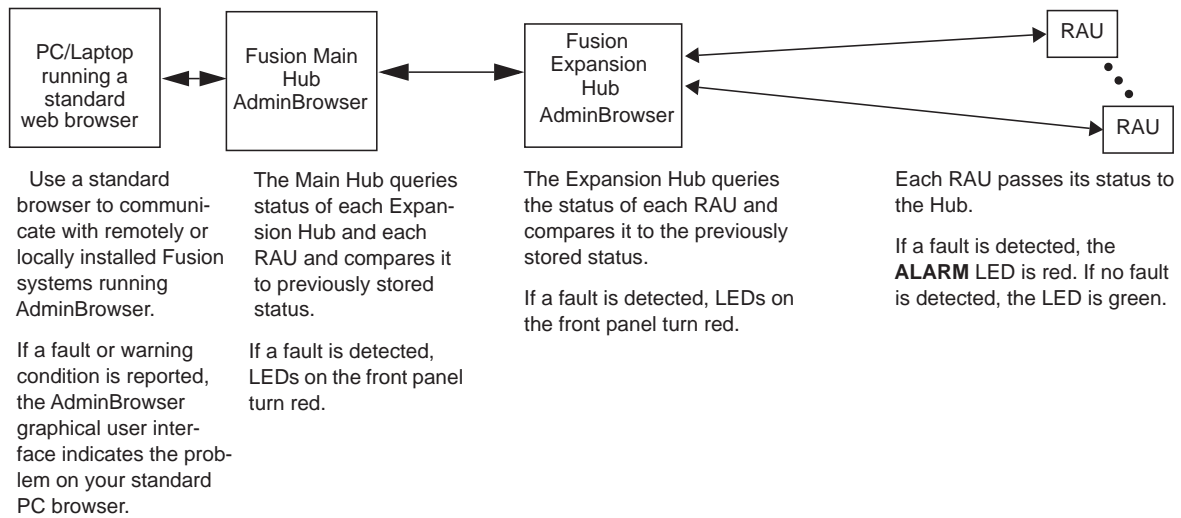 PC/Laptop
running a
standard
web browser
Fusion Main
Hub
AdminBrowser
Fusion
Expansion
Hub
AdminBrowser
RAU
RAU
Use a standard
browser to communi-
cate with remotely or
locally installed Fusion
systems running
AdminBrowser.
If a fault or warning
condition is reported,
the AdminBrowser
graphical user inter-
face indicates the prob-
lem on your standard
PC browser.
The Main Hub queries
status of each Expan-
sion Hub and each
RAU and compares it
to previously stored
status.
If a fault is detected,
LEDs on the front panel
turn red.
The Expansion Hub queries
the status of each RAU and
compares it to the previously
stored status.
If a fault is detected, LEDs on
the front panel turn red.
Each RAU passes its status to
the Hub.
If a fault is detected, the
ALARM LED is red. If no fault
is detected, the LED is green.